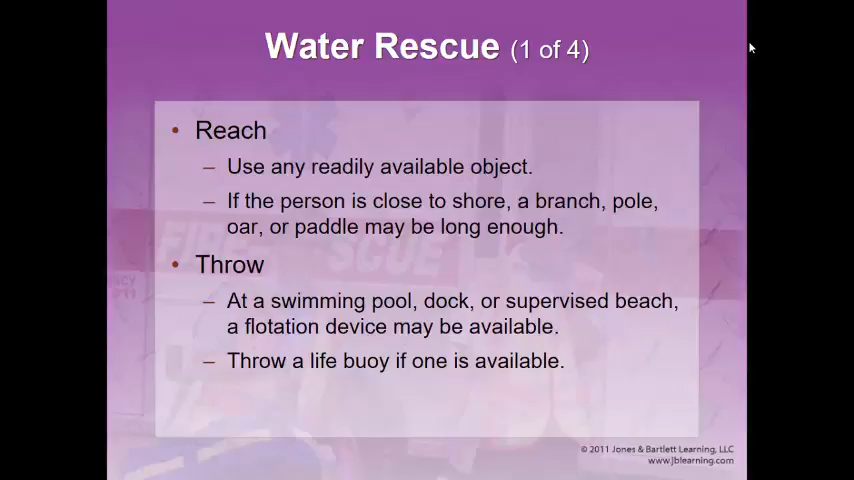 Water Rescue (1 of 4)
• Reach
– Use any readily available object.
– If the person is close to shore, a branch, pole,
oar, or paddle may be long enough.
• Throw
– At a swimming pool, dock, or supervised beach,
a flotation device may be available.
– Throw a life buoy if one is available.
FIRE
SCUE
© 2011 Jones & Bartlett Learning, LLC
www.jblearning.com